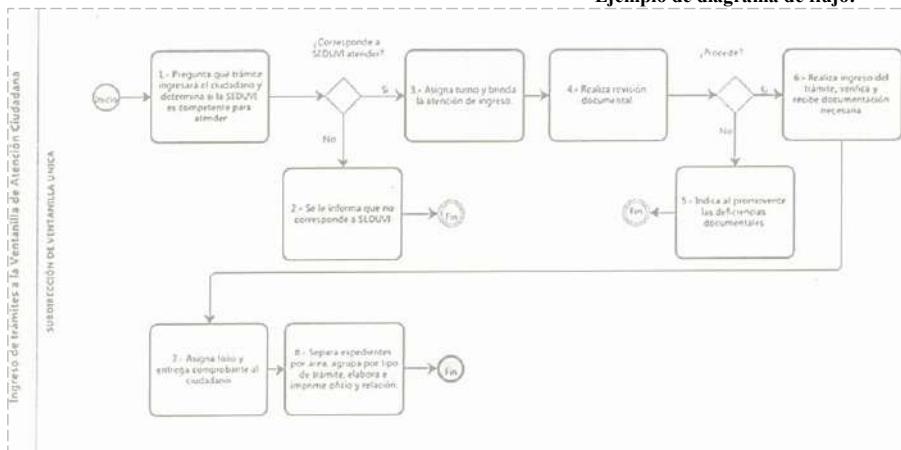 Ejemplo de diagrama de flujo.
Ingreso de trámites a la Ventanilla de Atención Ciudadana
SUBDIRECCIÓN DE VENTANILLA UNICA
Inicio
1.- Pregunta que trámite
ingresará el ciudadano y
determina si la SEDUVI
es competente para
atender
¿Corresponde a
SEDUVI atender?
Si
No
2.- Se le informa que no
corresponde a SEDUVI
Fin
3.- Asigna turno y brinda
la atención de ingreso.
4.- Realiza revisión
documental
¿Procede?
Si
No
5.- Indica al promovente
las deficiencias
documentales
Fin
6.- Realiza ingreso del
trámite, verifica y
recibe documentación
necesaria
7.- Asigna folio y
entrega comprobante al
ciudadano
8.- Separa expedientes
por área, agrupa por tipo
de trámite, elabora e
imprime oficio y relación.
Fin